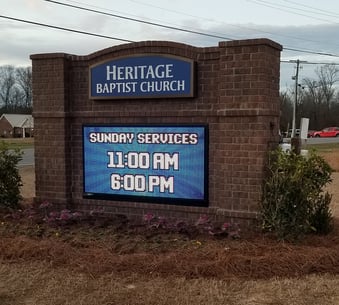 HERITAGE
BAPTIST CHURCH
SUNDAY SERVICES
11:00 AM
6:00 PM